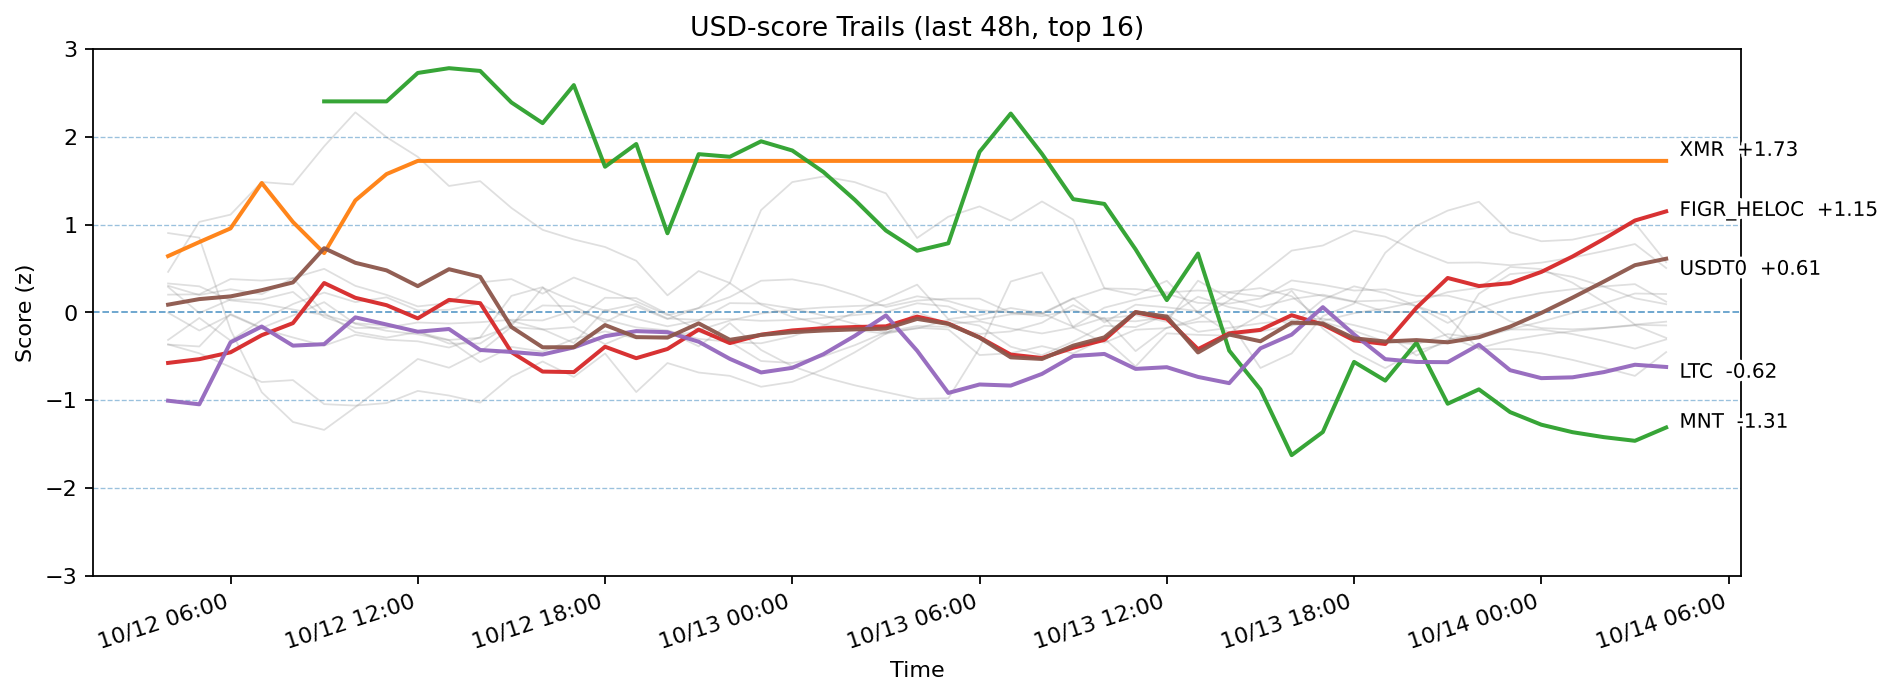 USD-score Trails (last 48h, top 16)
3
2
1
0
−1
−2
−3
Score (z)
XMR +1.73
FIGR_HELOC +1.15
USDT0 +0.61
LTC -0.62
MNT -1.31
10/12 06:00
10/12 12:00
10/12 18:00
10/13 00:00
10/13 06:00
10/13 12:00
10/13 18:00
10/14 00:00
10/14 06:00
Time